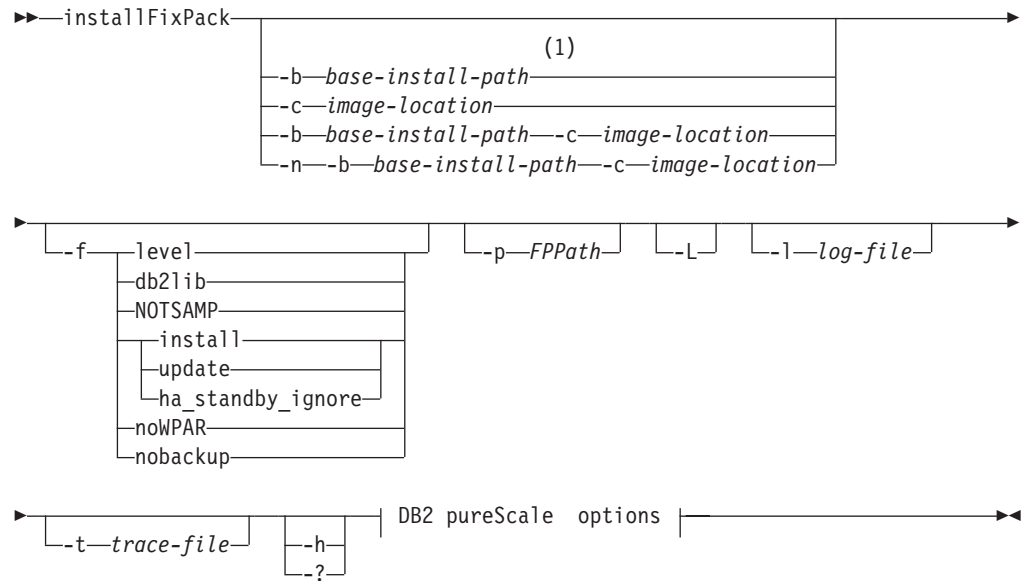 installFixPack
(1)
-b base-install-path
-c image-location
-b base-install-path -c image-location
-n -b base-install-path -c image-location
-f level -p FPPath -L -l log-file
db2lib
NOTSAMP
install
update
ha_standby_ignore
noWPAR
nobackup
-t trace-file -h DB2 pureScale options
-?